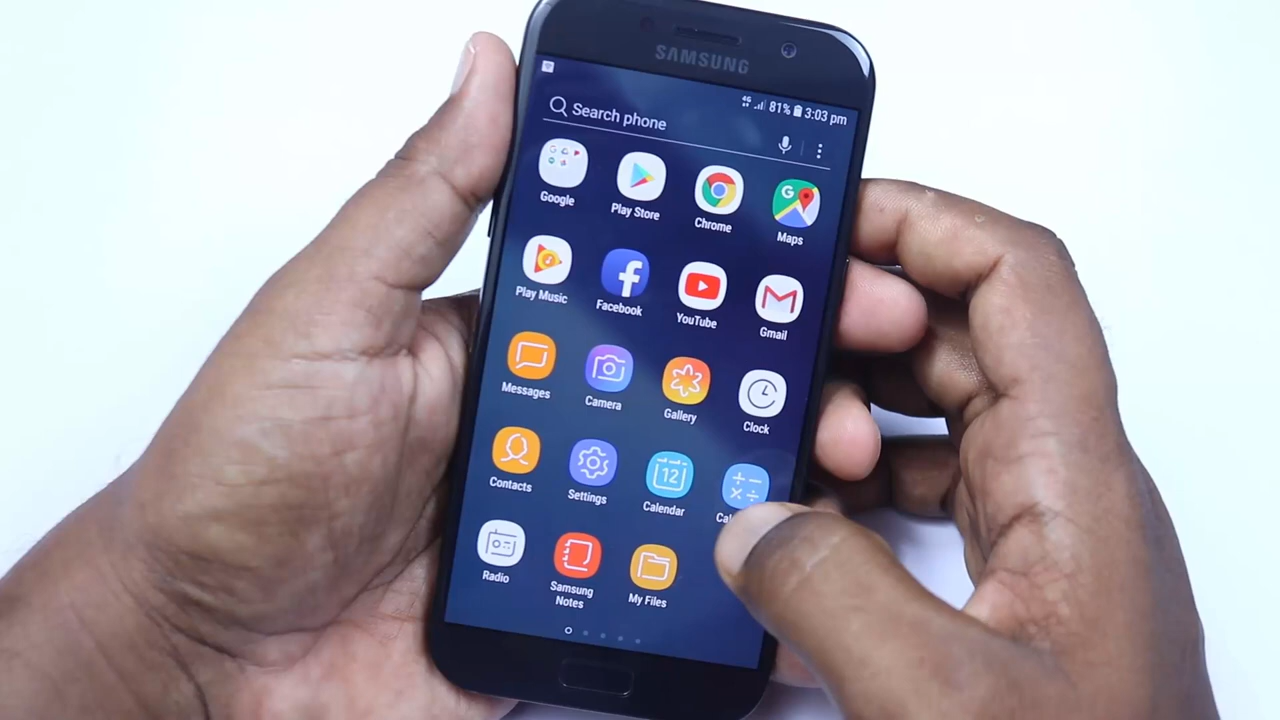 SAMSUNG
4G 81% 3:03 pm
Search phone
Google
Play Store
Chrome
Maps
Play Music
Facebook
YouTube
Gmail
Messages
Camera
Gallery
Clock
Contacts
Settings
12
Calendar
Radio
Samsung
Notes
My Files